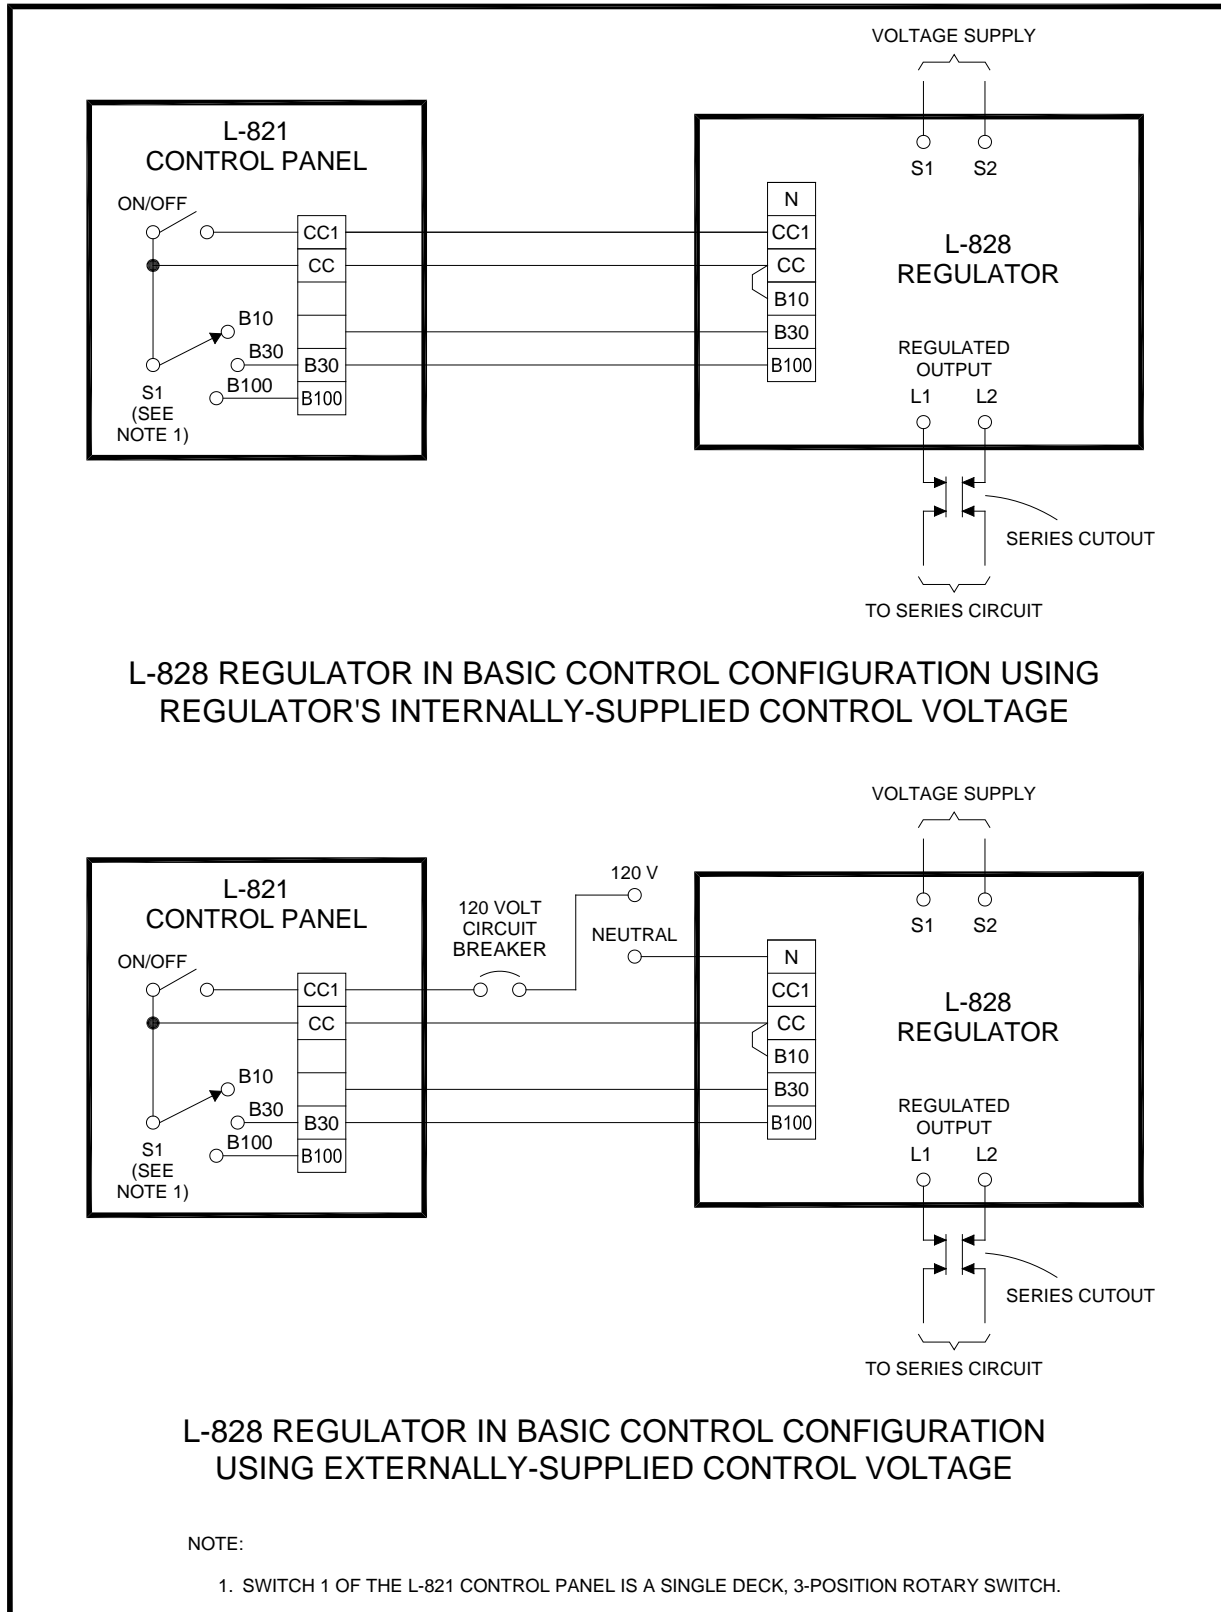 VOLTAGE SUPPLY
L-821
CONTROL PANEL
ON/OFF
CC1
CC
B10
B30
B30
B100
B100
S1
(SEE
NOTE 1)
N
CC1
CC
B10
B30
B100
S1
S2
L-828
REGULATOR
REGULATED
OUTPUT
L1
L2
SERIES CUTOUT
TO SERIES CIRCUIT
L-828 REGULATOR IN BASIC CONTROL CONFIGURATION USING
REGULATOR'S INTERNALLY-SUPPLIED CONTROL VOLTAGE
VOLTAGE SUPPLY
L-821
CONTROL PANEL
ON/OFF
CC1
CC
B10
B30
B30
B100
B100
S1
(SEE
NOTE 1)
120 VOLT
CIRCUIT
BREAKER
120 V
NEUTRAL
N
CC1
CC
B10
B30
B100
S1
S2
L-828
REGULATOR
REGULATED
OUTPUT
L1
L2
SERIES CUTOUT
TO SERIES CIRCUIT
L-828 REGULATOR IN BASIC CONTROL CONFIGURATION
USING EXTERNALLY-SUPPLIED CONTROL VOLTAGE
NOTE:
1. SWITCH 1 OF THE L-821 CONTROL PANEL IS A SINGLE DECK, 3-POSITION ROTARY SWITCH.